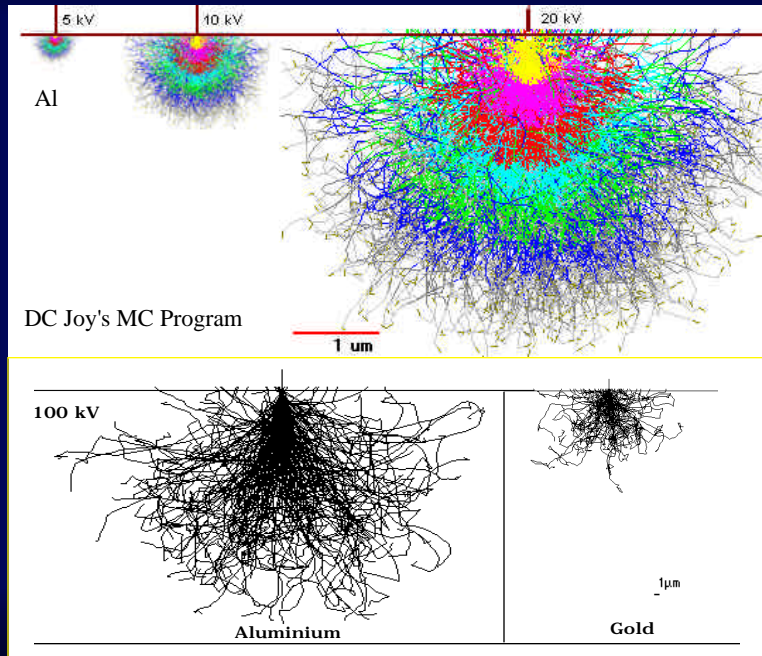 5 kV
10 kV
20 kV
Al
DC Joy's MC Program
1 um
100 kV
1μm
Aluminium
Gold